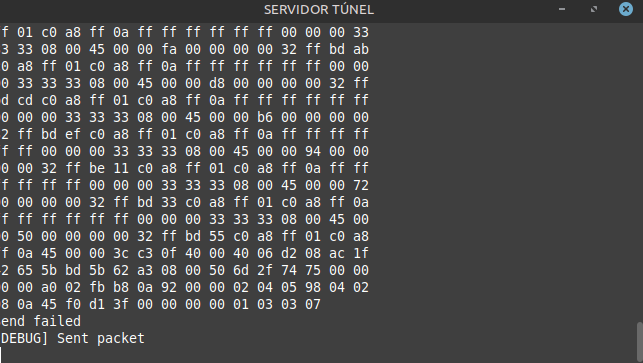 SERVIDOR TÚNEL
f 01 c0 a8 ff 0a ff ff ff ff ff ff 00 00 00 33
3 33 08 00 45 00 00 fa 00 00 00 00 32 ff bd ab
0 a8 ff 01 c0 a8 ff 0a ff ff ff ff ff ff 00 00
00 33 33 33 08 00 45 00 00 d8 00 00 00 00 32 ff
d cd c0 a8 ff 01 c0 a8 ff 0a ff ff ff ff ff ff
00 00 00 33 33 33 08 00 45 00 00 b6 00 00 00 00
2 ff bd ef c0 a8 ff 01 c0 a8 ff 0a ff ff ff ff
ff ff 00 00 00 33 33 33 08 00 45 00 00 94 00 00
00 00 32 ff be 11 c0 a8 ff 01 c0 a8 ff 0a ff ff
ff ff ff ff 00 00 00 33 33 33 08 00 45 00 00 72
00 00 00 00 32 ff bd 33 c0 a8 ff 01 c0 a8 ff 0a
ff ff ff ff ff ff 00 00 00 33 33 33 08 00 45 00
00 50 00 00 00 00 32 ff bd 55 c0 a8 ff 01 c0 a8
ff 0a 45 00 00 3c c3 0f 40 00 40 06 d2 08 ac 1f
42 65 5b bd 5b 62 a3 08 00 50 6d 2f 74 75 00 00
00 00 a0 02 fb b8 0a 92 00 00 02 04 05 98 04 02
08 0a 45 f0 d1 3f 00 00 00 00 01 03 03 07
Send failed
[DEBUG] Sent packet